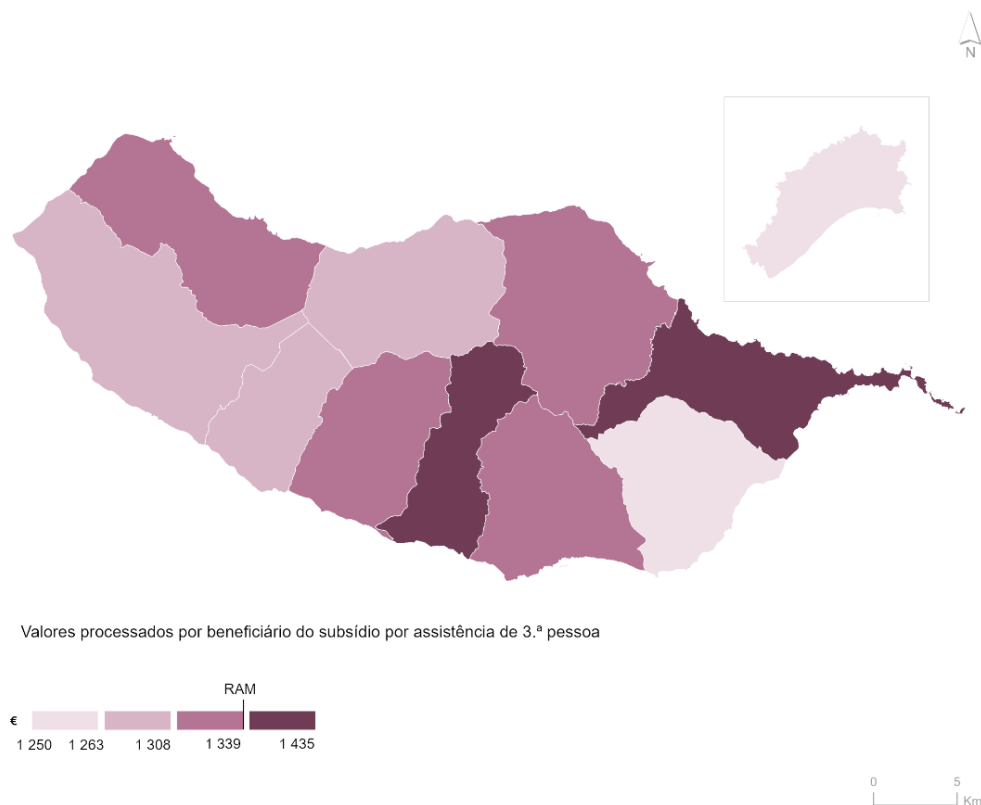 N
Valores processados por beneficiário do subsídio por assistência de 3.ª pessoa
RAM
€
1 250 1 263 1 308 1 339 1 435
0 5
Km